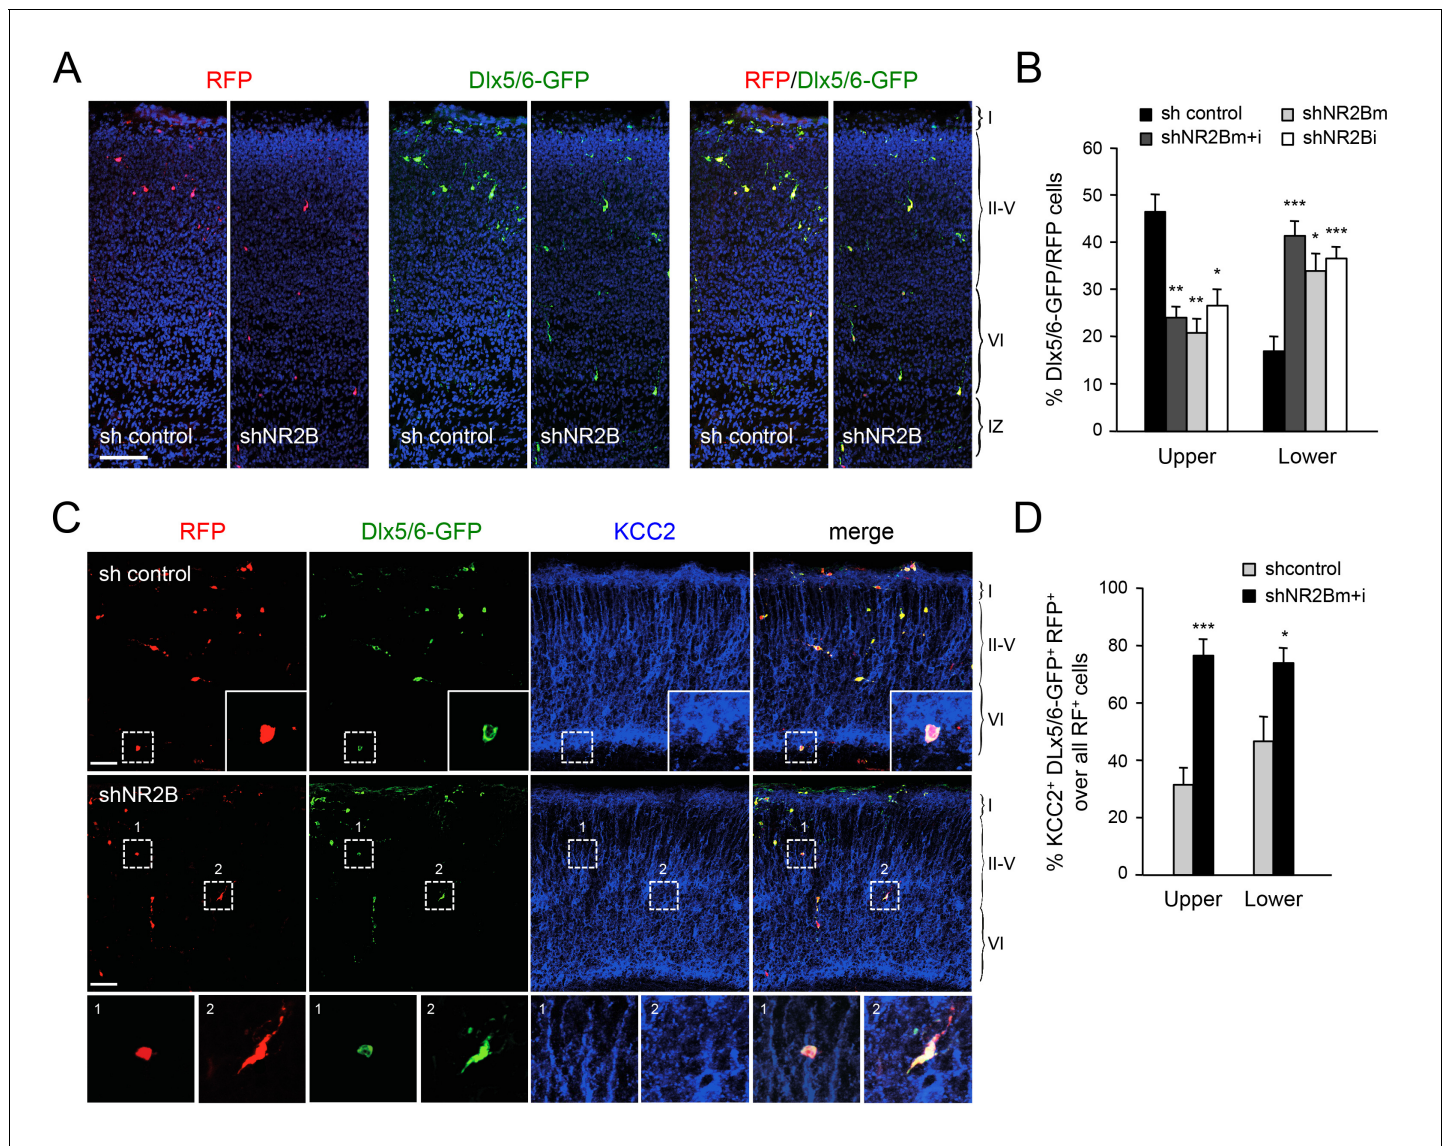 A
RFP
Dlx5/6-GFP
RFP/Dlx5/6-GFP
sh control
shNR2B
sh control
shNR2B
sh control
shNR2B
I
II-V
VI
IZ
B
sh control
shNR2Bm
shNR2Bm+i
shNR2Bi
% Dlx5/6-GFP/RFP cells
60
50
40
30
20
10
0
**
**
*
***
*
***
Upper
Lower
C
RFP
Dlx5/6-GFP
KCC2
merge
sh control
I
II-V
VI
shNR2B
1
2
1
2
1
2
1
2
I
II-V
VI
1
2
1
2
1
2
1
2
D
shcontrol
shNR2Bm+i
% KCC2+ DLx5/6-GFP+ RFP+
over all RF+ cells
100
80
60
40
20
0
***
*
Upper
Lower